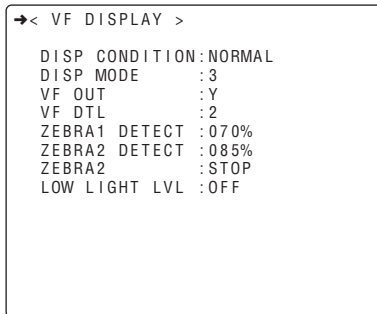 ➔< VF DISPLAY >
DISP CONDITION:NORMAL
DISP MODE :3
VF OUT :Y
VF DTL :2
ZEBRA1 DETECT :070%
ZEBRA2 DETECT :085%
ZEBRA2 :STOP
LOW LIGHT LVL :OFF